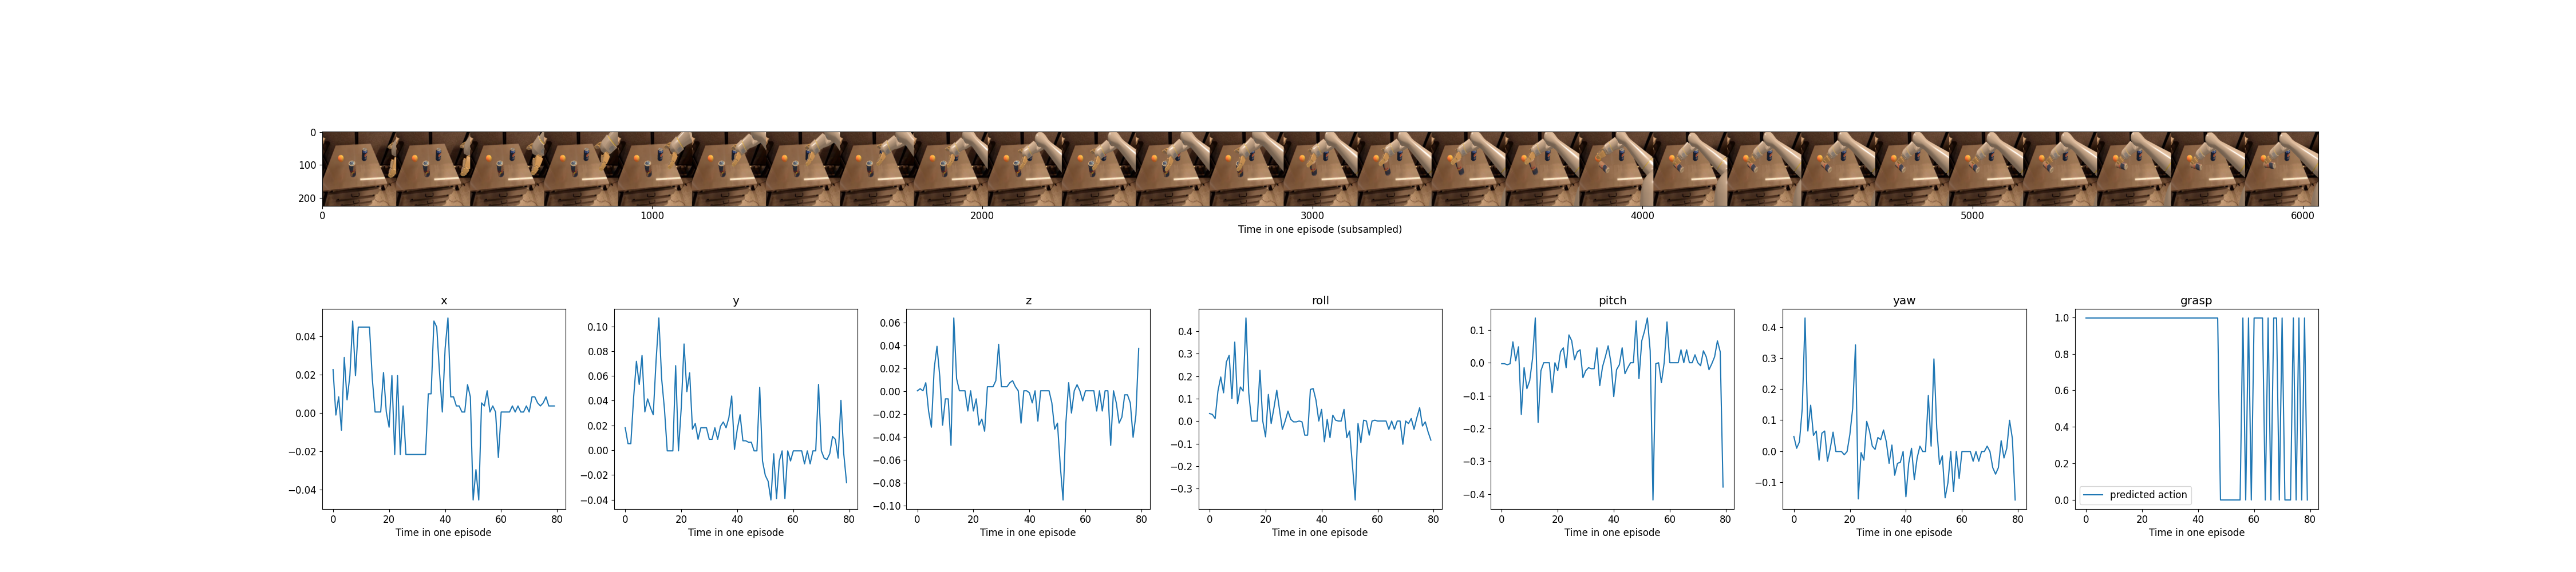 0
100
200
0 1000 2000 3000 4000 5000 6000
Time in one episode (subsampled)
x y z roll pitch yaw grasp
0.04
0.02
0.00
−0.02
−0.04
0 20 40 60 80
Time in one episode
0.10
0.08
0.06
0.04
0.02
0.00
−0.02
−0.04
0 20 40 60 80
Time in one episode
0.06
0.04
0.02
0.00
−0.02
−0.04
−0.06
−0.08
−0.10
0 20 40 60 80
Time in one episode
0.4
0.3
0.2
0.1
0.0
−0.1
−0.2
−0.3
0 20 40 60 80
Time in one episode
0.1
0.0
−0.1
−0.2
−0.3
−0.4
0 20 40 60 80
Time in one episode
0.4
0.3
0.2
0.1
0.0
−0.1
0 20 40 60 80
Time in one episode
1.0
0.8
0.6
0.4
0.2
0.0
predicted action
0 20 40 60 80
Time in one episode